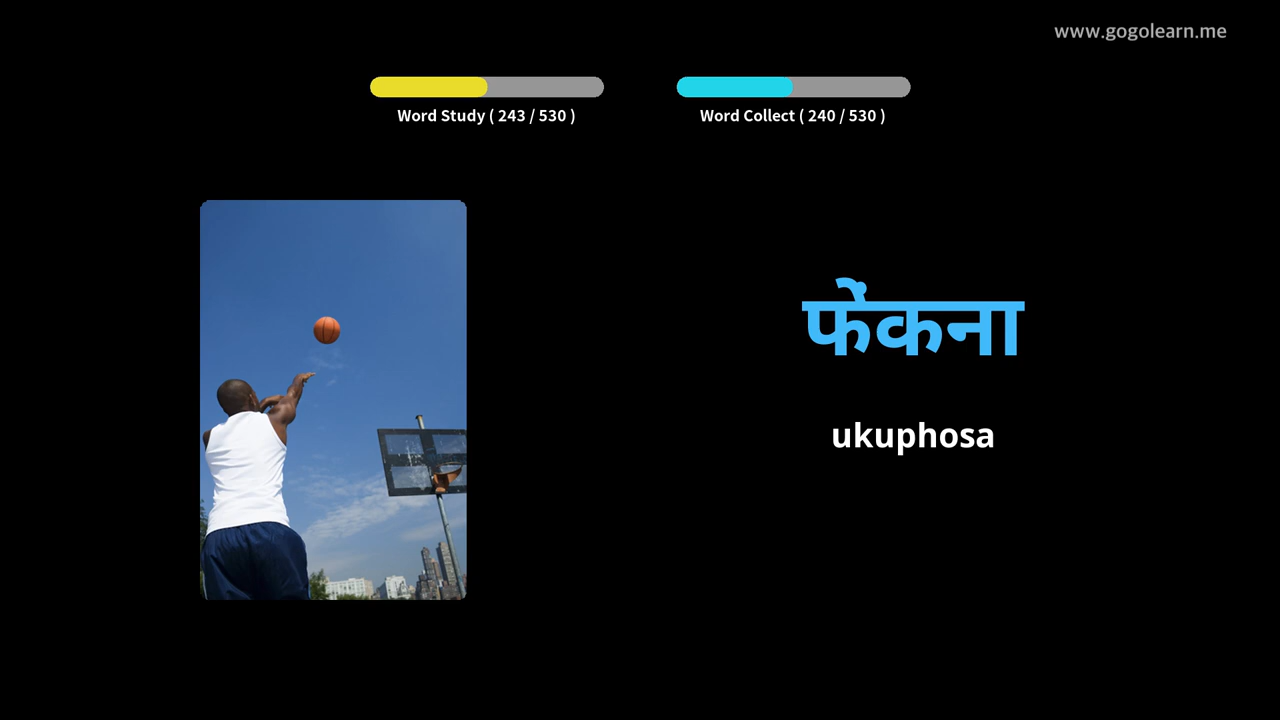 www.gogolearn.me
Word Study ( 243 / 530 )
Word Collect ( 240 / 530 )
फेंकना
ukuphosa